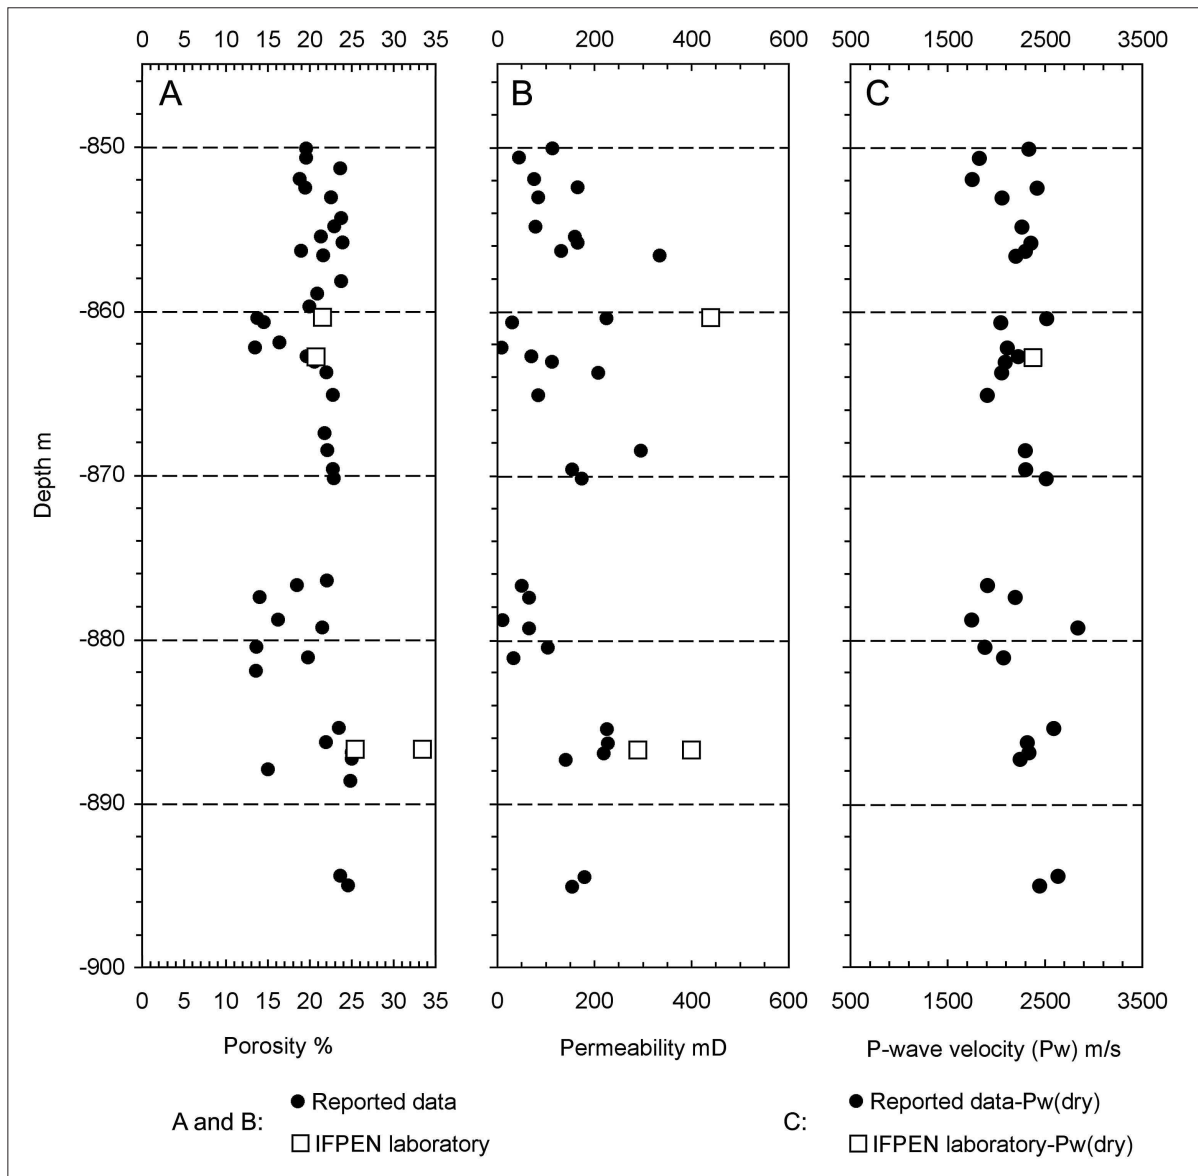 0 5 10 15 20 25 30 35 0 200 400 600 500 1500 2500 3500
A B C
-850
-860
-870
-880
-890
-900
Depth m
0 5 10 15 20 25 30 35 0 200 400 600 500 1500 2500 3500
Porosity % Permeability mD P-wave velocity (Pw) m/s
A and B: Reported data
IFPEN laboratory
C: Reported data-Pw(dry)
IFPEN laboratory-Pw(dry)